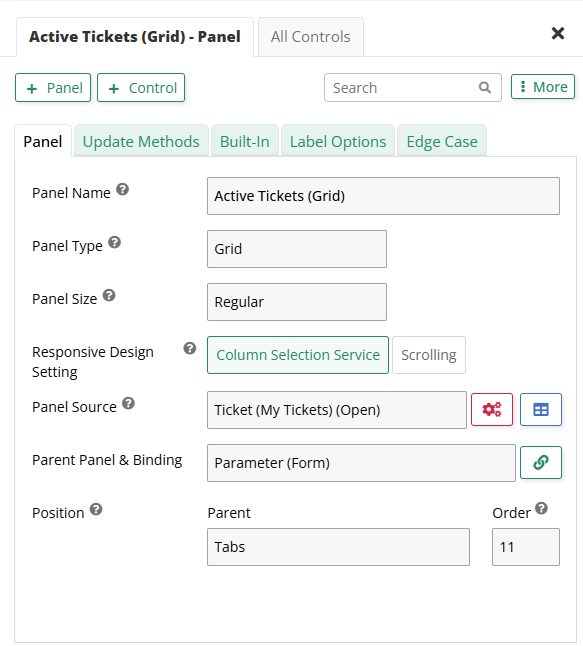 Active Tickets (Grid) - Panel
All Controls
+ Panel
+ Control
Search
More
Panel
Update Methods
Built-In
Label Options
Edge Case
Panel Name
Active Tickets (Grid)
Panel Type
Grid
Panel Size
Regular
Responsive Design
Setting
Column Selection Service
Scrolling
Panel Source
Ticket (My Tickets) (Open)
Parent Panel & Binding
Parameter (Form)
Position
Parent
Order
Tabs
11